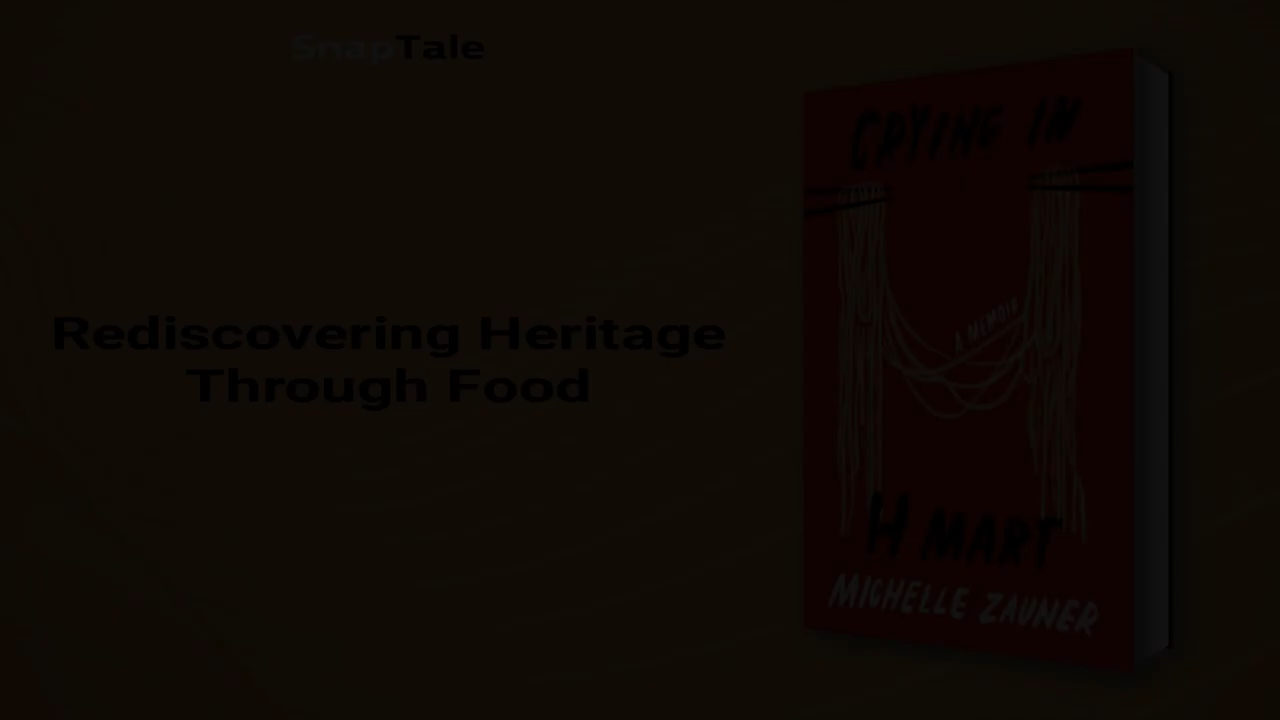 SnapTale
Rediscovering Heritage
Through Food
CRYING IN
A MEMOIR
H MART
MICHELLE ZAUNER